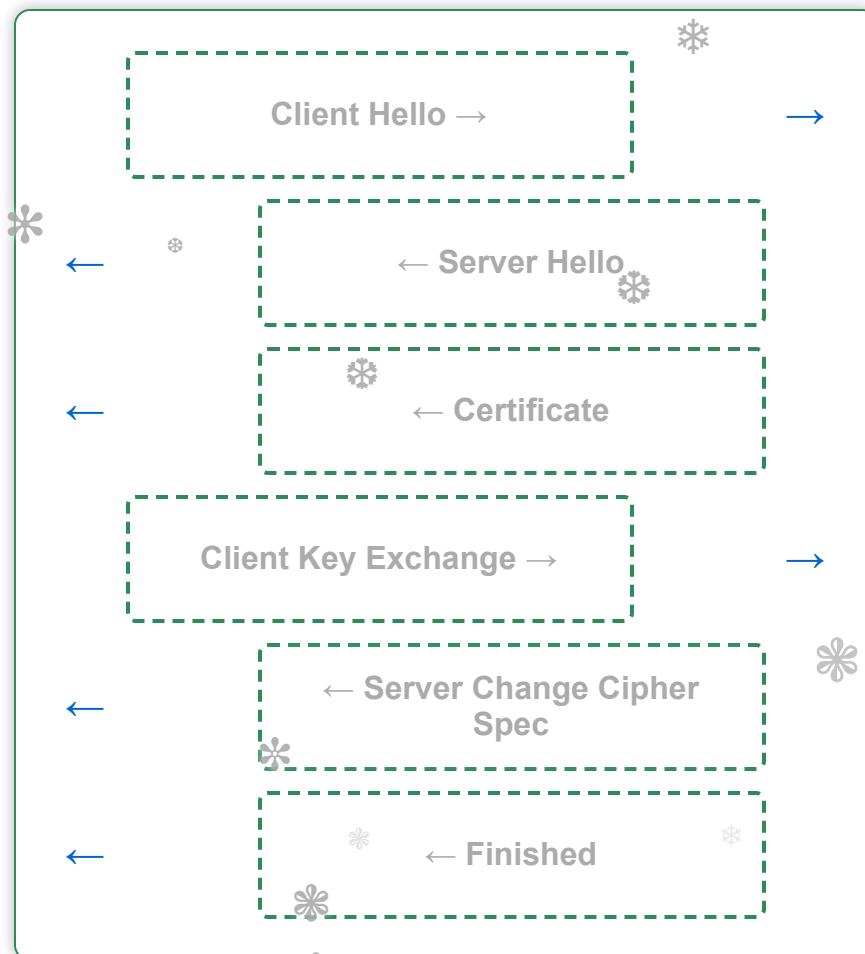 Client Hello →
← Server Hello
← Certificate
Client Key Exchange →
← Server Change Cipher
Spec
← Finished